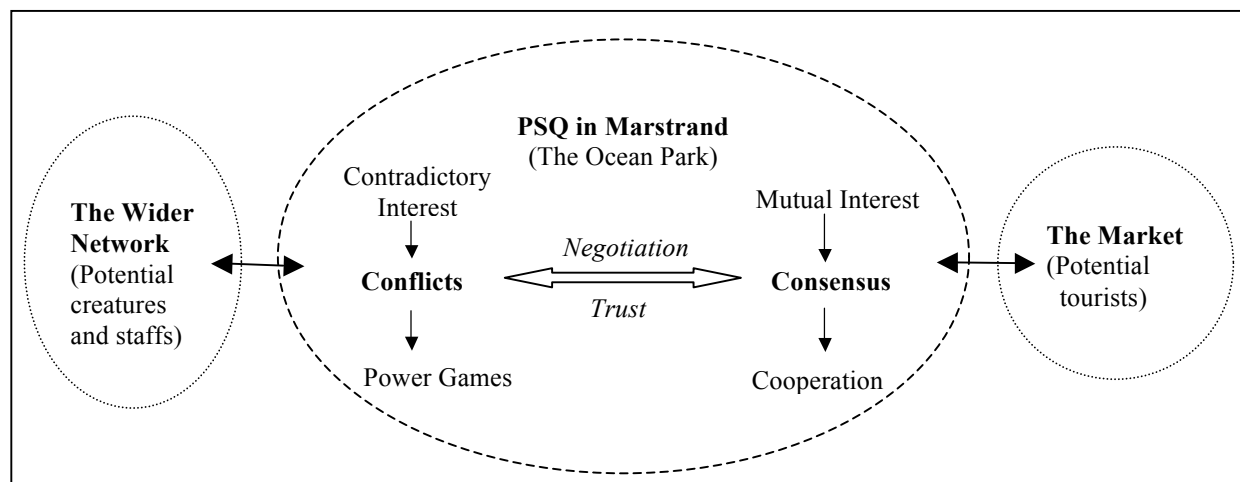 PSQ in Marstrand
(The Ocean Park)
The Wider
Network
(Potential
creatures
and staffs)
Contradictory
Interest
Conflicts
Power Games
Negotiation
Trust
Mutual Interest
Consensus
Cooperation
The Market
(Potential
tourists)